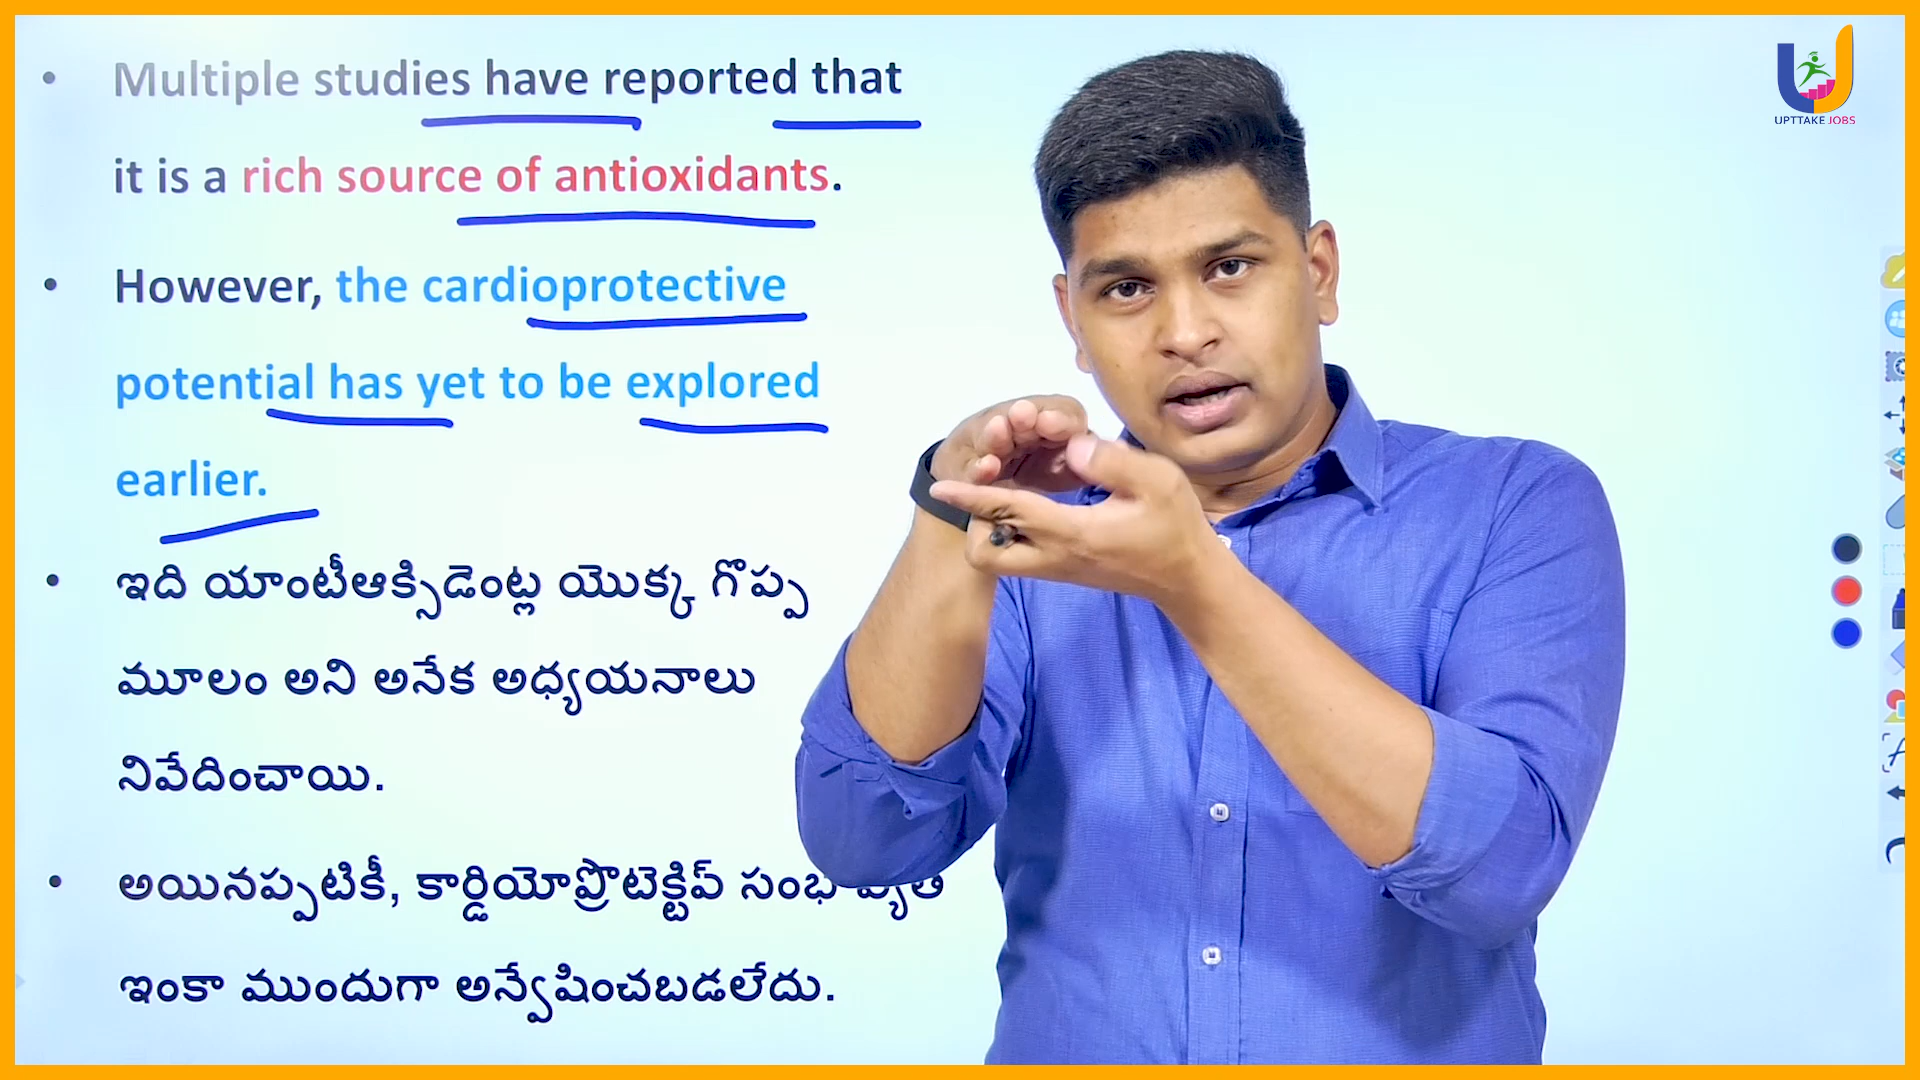 • Multiple studies have reported that
it is a rich source of antioxidants.
• However, the cardioprotective
potential has yet to be explored
earlier.
• ఇది యాంటీఆక్సిడెంట్ల యొక్క గొప్ప
మూలం అని అనేక అధ్యయనాలు
నివేదించాయి.
• అయినప్పటికీ, కార్డియోప్రొటెక్టివ్
ఇంకా ముందుగా అన్వేషించబడలేదు.
UPTTAKE JOBS